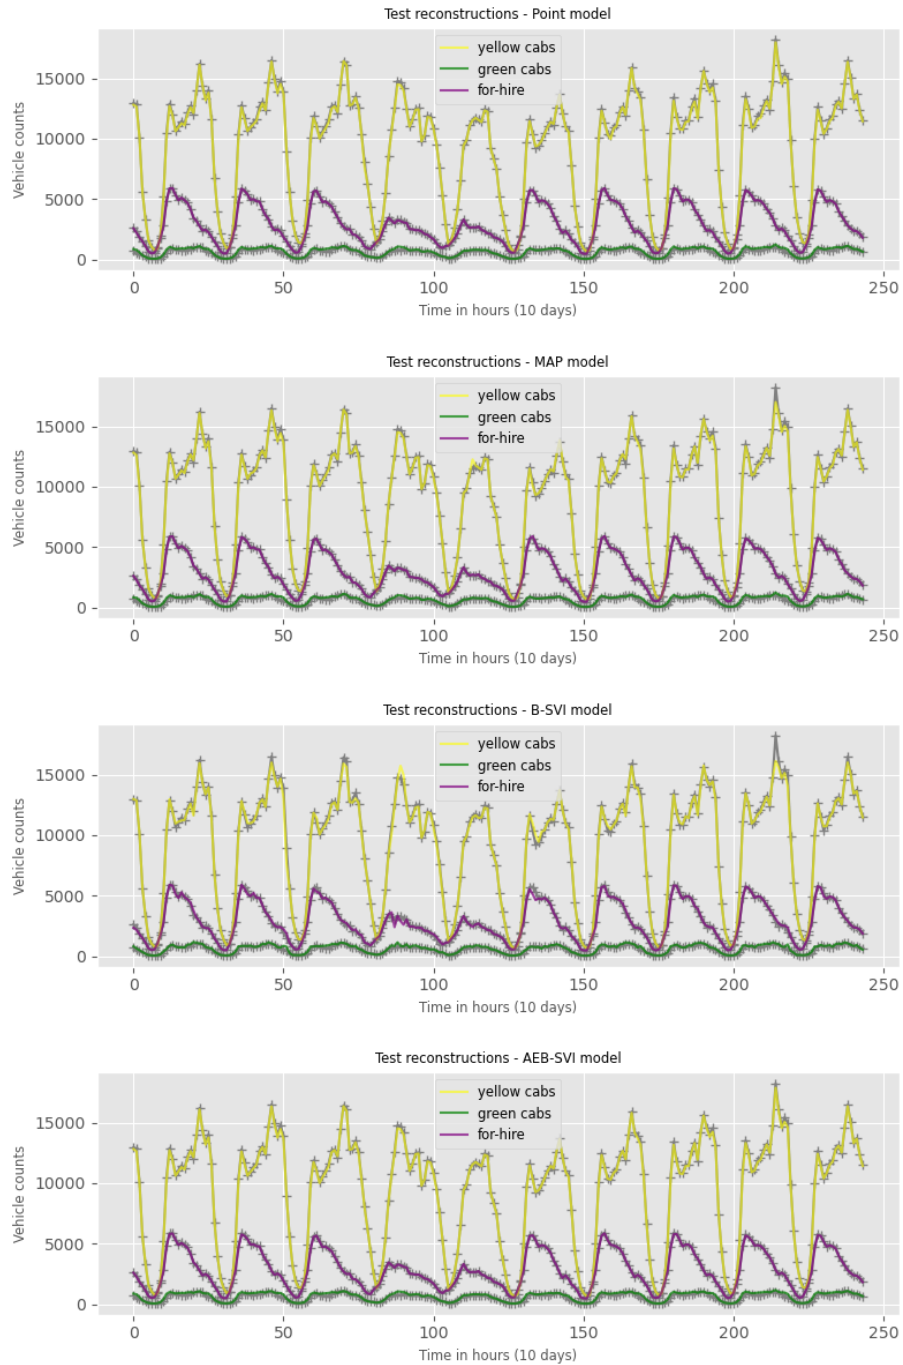 Test reconstructions - Point model
Vehicle counts
15000
10000
5000
0
yellow cabs
green cabs
for-hire
0 50 100 150 200 250
Time in hours (10 days)
Test reconstructions - MAP model
Vehicle counts
15000
10000
5000
0
yellow cabs
green cabs
for-hire
0 50 100 150 200 250
Time in hours (10 days)
Test reconstructions - B-SVI model
Vehicle counts
15000
10000
5000
0
yellow cabs
green cabs
for-hire
0 50 100 150 200 250
Time in hours (10 days)
Test reconstructions - AEB-SVI model
Vehicle counts
15000
10000
5000
0
yellow cabs
green cabs
for-hire
0 50 100 150 200 250
Time in hours (10 days)